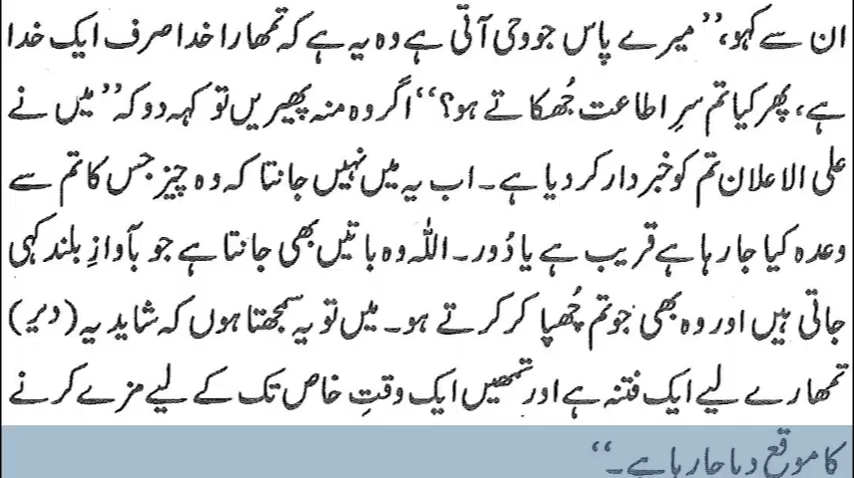 ان سے کہو، ’’میرے پاس جو وحی آتی ہے وہ یہ ہے کہ تمھارا خدا صرف ایک خدا
ہے، پھر کیا تم سرِ اطاعت جُھکاتے ہو؟‘‘ اگر وہ منہ پھیریں تو کہہ دو کہ ’’میں نے
علی الاعلان تم کو خبردار کر دیا ہے۔ اب یہ میں نہیں جانتا کہ وہ چیز جس کا تم سے
وعدہ کیا جا رہا ہے قریب ہے یا دُور۔ اللہ وہ باتیں بھی جانتا ہے جو بآوازِ بلند کہی
جاتی ہیں اور وہ بھی جو تم چُھپا کر کرتے ہو۔ میں تو یہ سمجھتا ہوں کہ شاید یہ (دیر)
تمھارے لیے ایک فتنہ ہے اور تمھیں ایک وقتِ خاص تک کے لیے مزے کرنے
کا موقع دیا جا رہا ہے۔‘‘